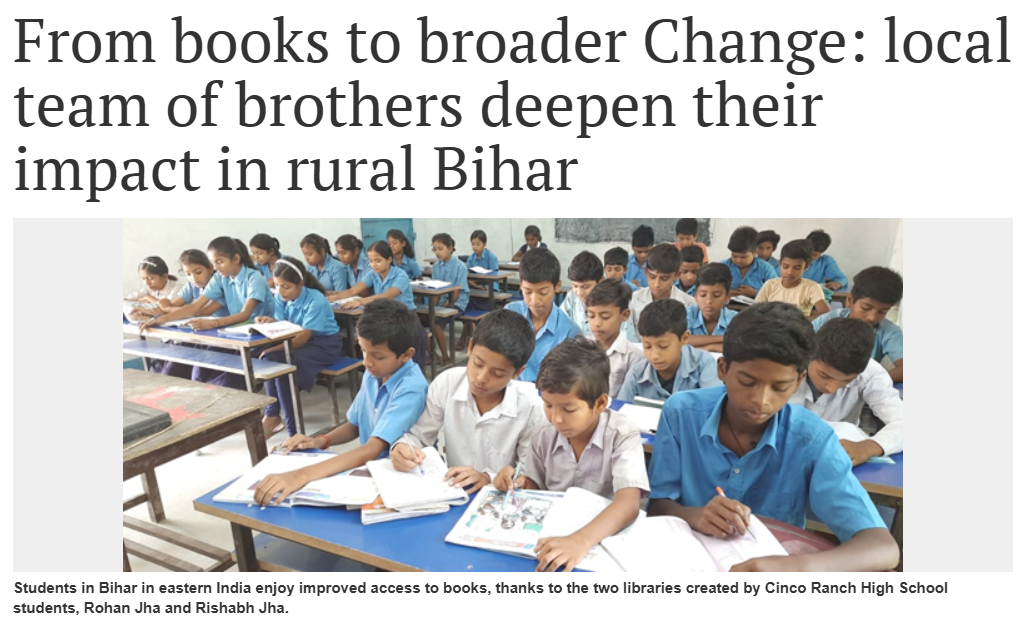 From books to broader Change: local
team of brothers deepen their
impact in rural Bihar
Students in Bihar in eastern India enjoy improved access to books, thanks to the two libraries created by Cinco Ranch High School
students, Rohan Jha and Rishabh Jha.